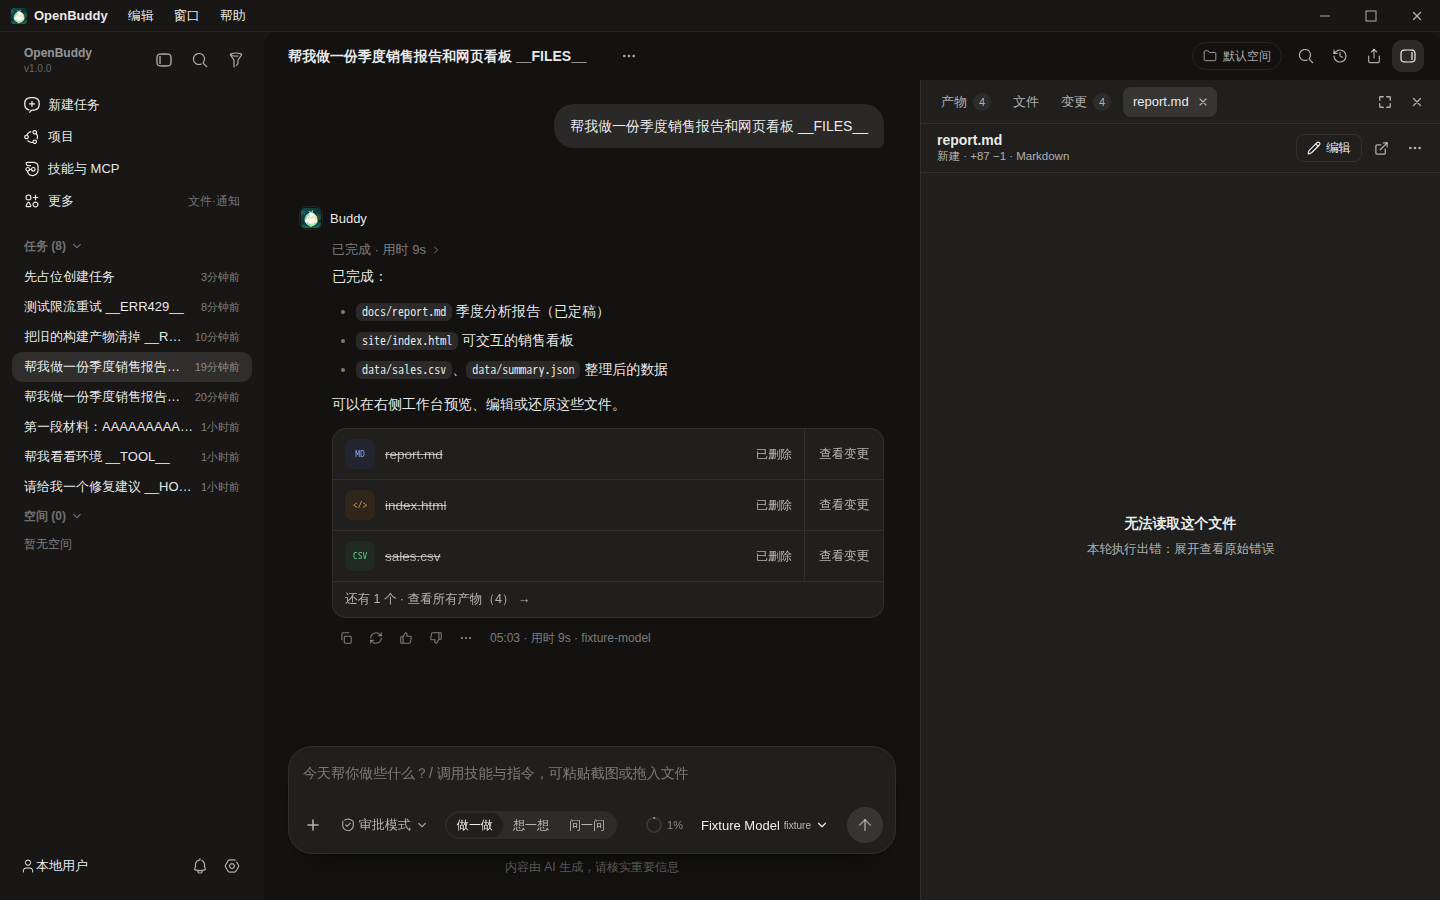 OpenBuddy 编辑 窗口 帮助
OpenBuddy
v1.0.0
新建任务
项目
技能与 MCP
更多 文件·通知
任务 (8)
先占位创建任务 3分钟前
测试限流重试 __ERR429__ 8分钟前
把旧的构建产物清掉 __R… 10分钟前
帮我做一份季度销售报告… 19分钟前
帮我做一份季度销售报告… 20分钟前
第一段材料：AAAAAAAAA… 1小时前
帮我看看环境 __TOOL__ 1小时前
请给我一个修复建议 __HO… 1小时前
空间 (0)
暂无空间
本地用户
帮我做一份季度销售报告和网页看板 __FILES__
默认空间
帮我做一份季度销售报告和网页看板 __FILES__
Buddy
已完成 · 用时 9s
已完成：
docs/report.md 季度分析报告（已定稿）
site/index.html 可交互的销售看板
data/sales.csv、data/summary.json 整理后的数据
可以在右侧工作台预览、编辑或还原这些文件。
MD report.md 已删除 查看变更
</> index.html 已删除 查看变更
CSV sales.csv 已删除 查看变更
还有 1 个 · 查看所有产物（4） →
05:03 · 用时 9s · fixture-model
今天帮你做些什么？/ 调用技能与指令，可粘贴截图或拖入文件
审批模式 做一做 想一想 问一问 1% Fixture Model fixture
内容由 AI 生成，请核实重要信息
产物 4 文件 变更 4 report.md
report.md
新建 · +87 −1 · Markdown
编辑
无法读取这个文件
本轮执行出错：展开查看原始错误